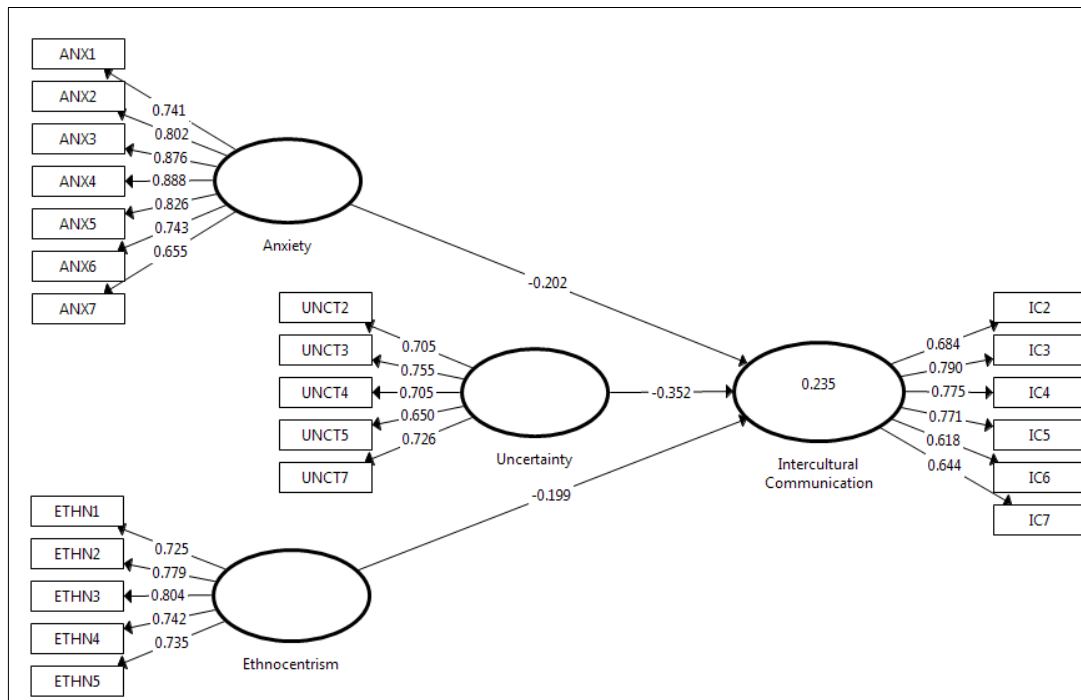 ANX1
ANX2
ANX3
ANX4
ANX5
ANX6
ANX7
0.741
0.802
0.876
0.888
0.826
0.743
0.655
Anxiety
-0.202
UNCT2
UNCT3
UNCT4
UNCT5
UNCT7
0.705
0.755
0.705
0.650
0.726
Uncertainty
-0.352
ETHN1
ETHN2
ETHN3
ETHN4
ETHN5
0.725
0.779
0.804
0.742
0.735
Ethnocentrism
-0.199
0.235
Intercultural
Communication
0.684
0.790
0.775
0.771
0.618
0.644
IC2
IC3
IC4
IC5
IC6
IC7